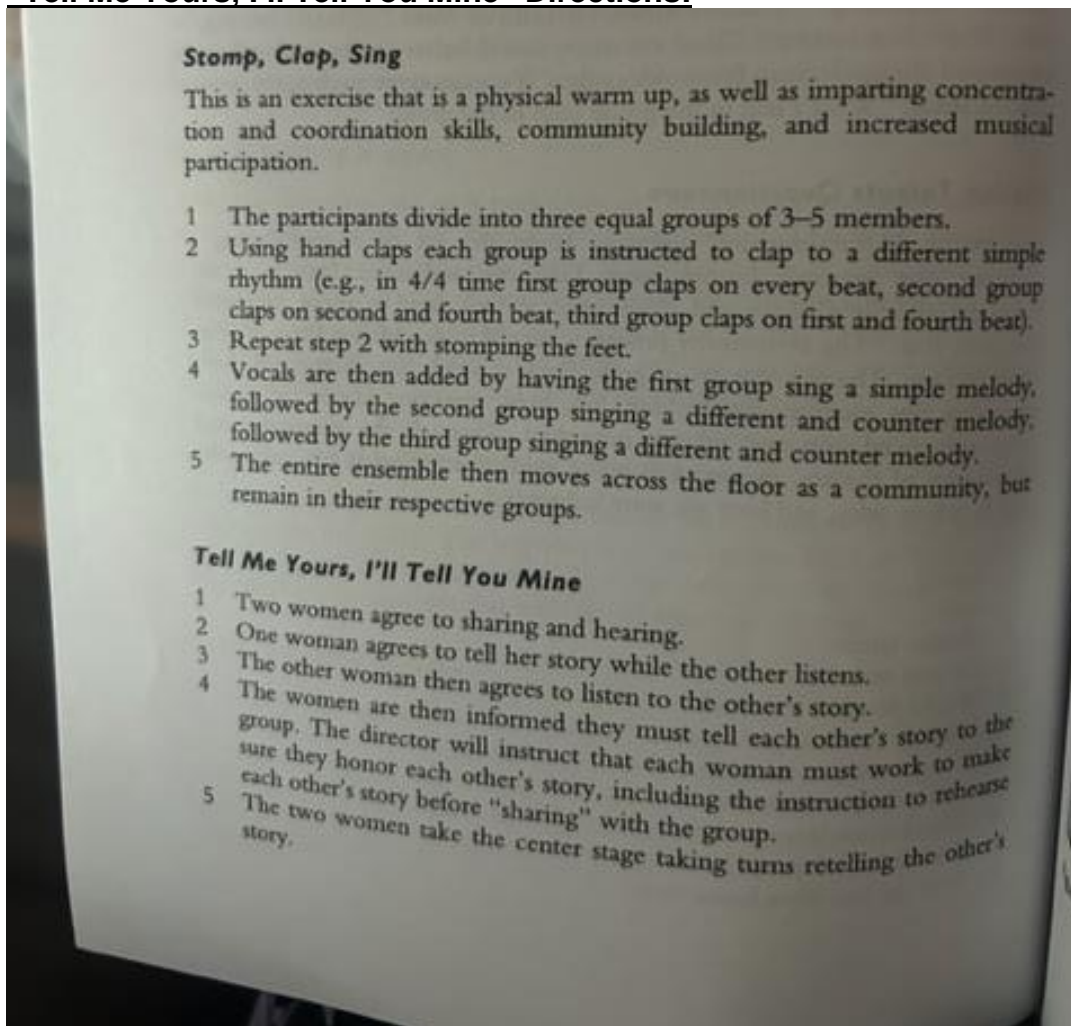 Stomp, Clap, Sing
This is an exercise that is a physical warm up, as well as imparting concentra-
tion and coordination skills, community building, and increased musical
participation.
1 The participants divide into three equal groups of 3–5 members.
2 Using hand claps each group is instructed to clap to a different simple
rhythm (e.g., in 4/4 time first group claps on every beat, second group
claps on second and fourth beat, third group claps on first and fourth beat).
3 Repeat step 2 with stomping the feet.
4 Vocals are then added by having the first group sing a simple melody,
followed by the second group singing a different and counter melody,
followed by the third group singing a different and counter melody.
5 The entire ensemble then moves across the floor as a community, but
remain in their respective groups.
Tell Me Yours, I'll Tell You Mine
1 Two women agree to sharing and hearing.
2 One woman agrees to tell her story while the other listens.
3 The other woman then agrees to listen to the other's story.
4 The women are then informed they must tell each other's story to the
group. The director will instruct that each woman must work to make
sure they honor each other's story, including the instruction to rehearse
each other's story before "sharing" with the group.
5 The two women take the center stage taking turns retelling the other's
story.